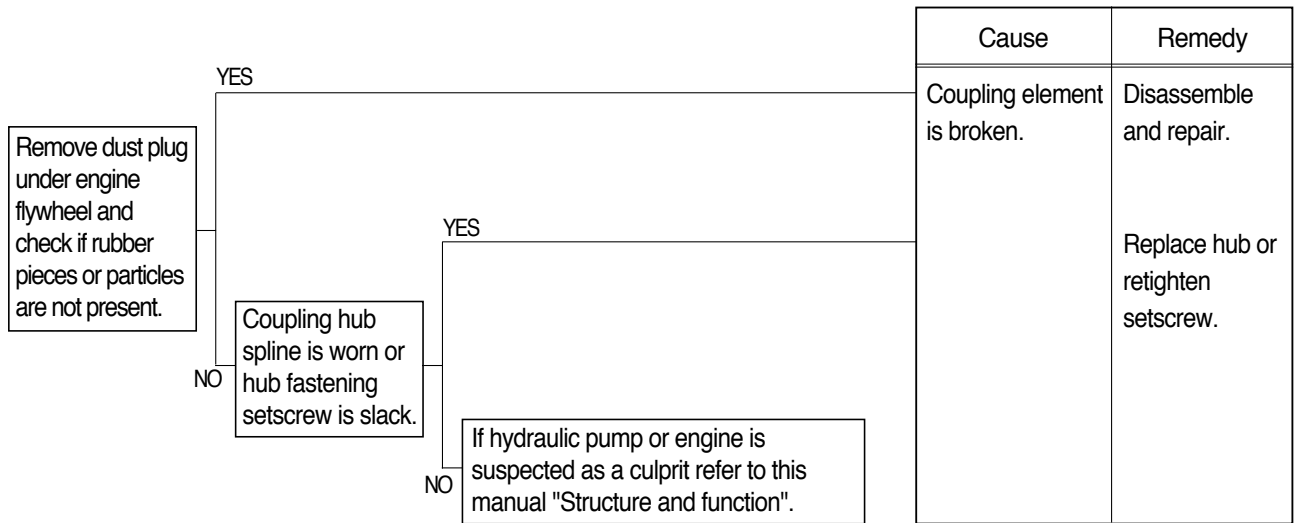 Cause
Remedy
YES
Coupling element
is broken.
Disassemble
and repair.
Remove dust plug
under engine
flywheel and
check if rubber
pieces or particles
are not present.
YES
Replace hub or
retighten
setscrew.
NO
Coupling hub
spline is worn or
hub fastening
setscrew is slack.
NO
If hydraulic pump or engine is
suspected as a culprit refer to this
manual "Structure and function".